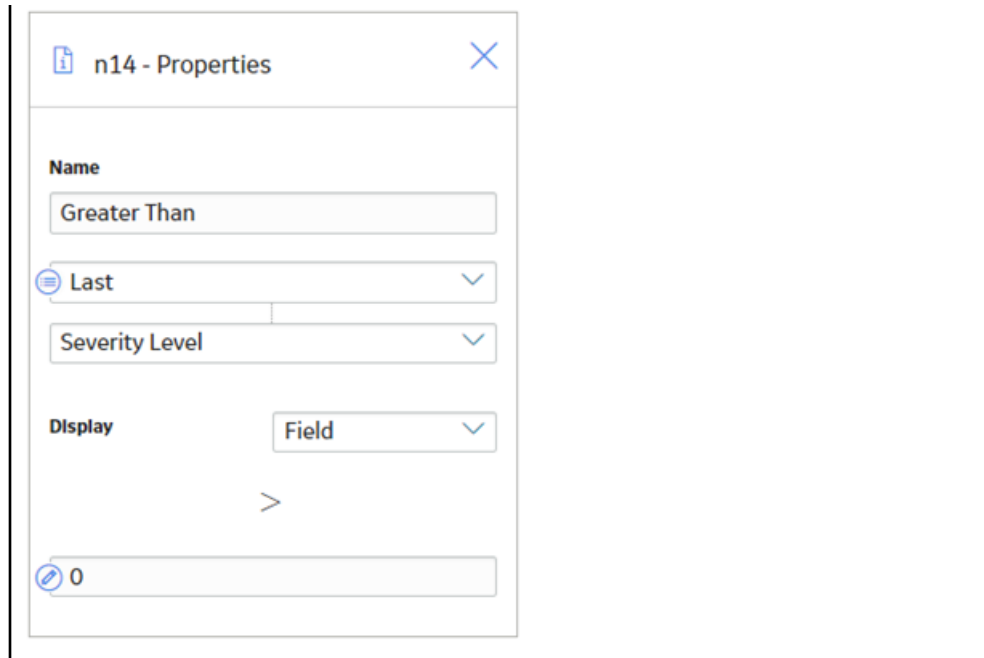 n14 - Properties
Name
Greater Than
Last
Severity Level
Display
Field
>
0